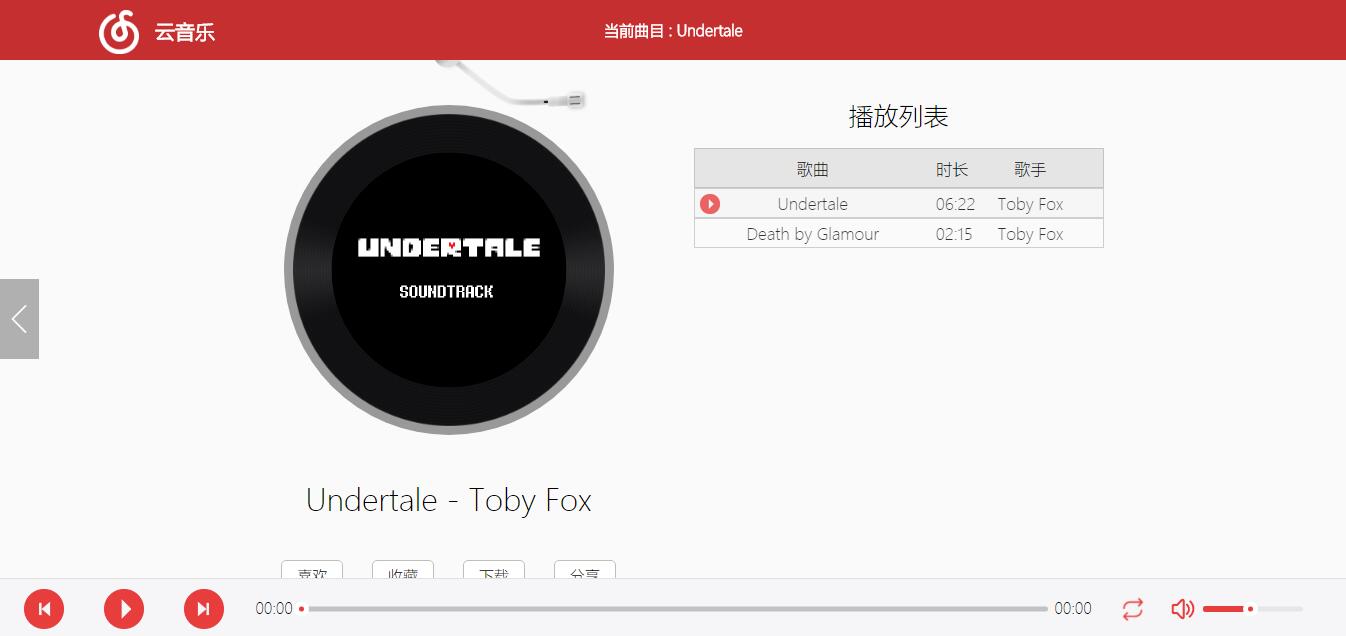 云音乐
当前曲目 : Undertale
UNDERTALE
SOUNDTRACK
Undertale - Toby Fox
喜欢 收藏 下载 分享
播放列表
歌曲 时长 歌手
Undertale 06:22 Toby Fox
Death by Glamour 02:15 Toby Fox
00:00 00:00